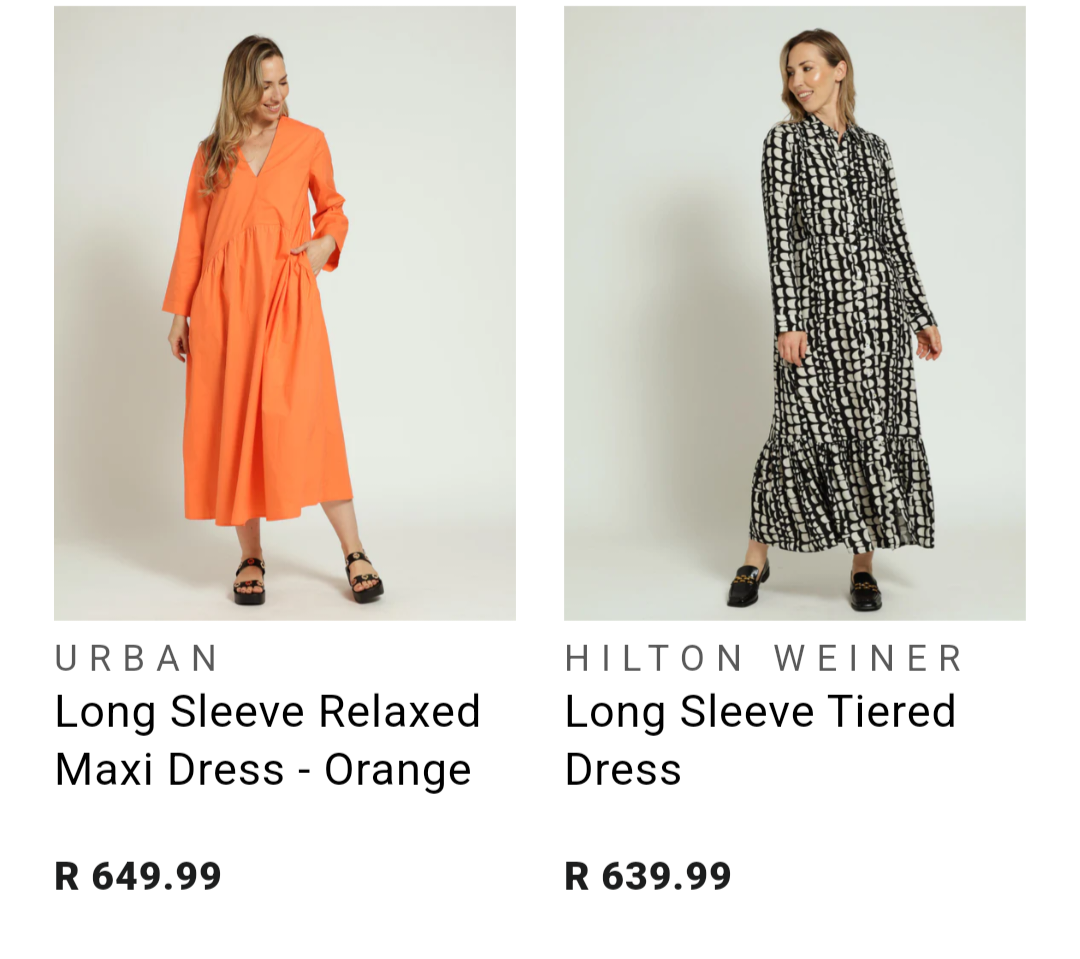 URBAN
Long Sleeve Relaxed
Maxi Dress - Orange
R 649.99
HILTON WEINER
Long Sleeve Tiered
Dress
R 639.99